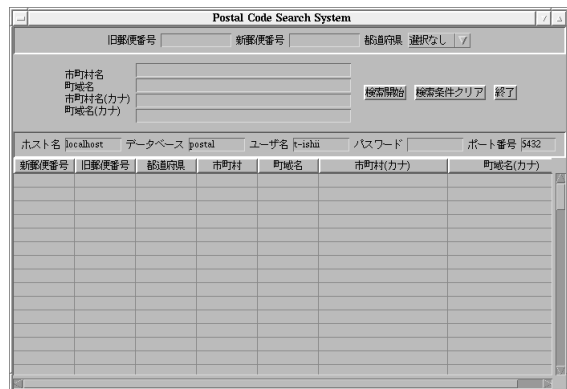 Postal Code Search System
旧郵便番号 新郵便番号 都道府県 選択なし
市町村名
町域名
市町村名(カナ)
町域名(カナ)
検索開始 検索条件クリア 終了
ホスト名 localhost データベース postal ユーザ名 t-ishii パスワード ポート番号 5432
新郵便番号 旧郵便番号 都道府県 市町村 町域名 市町村(カナ) 町域名(カナ)